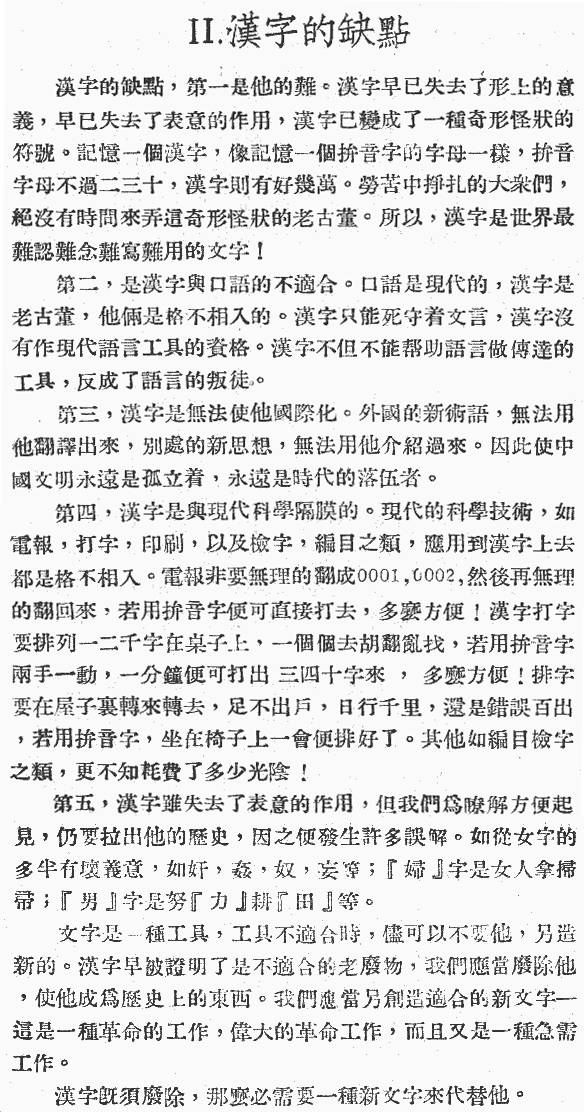 II.漢字的缺點
漢字的缺點，第一是他的難。漢字早已失去了形上的意
義，早已失去了表意的作用，漢字已變成了一種奇形怪狀的
符號。記憶一個漢字，像記憶一個拚音字的字母一樣，拚音
字母不過二三十，漢字則有好幾萬。勞苦中掙扎的大衆們，
絕沒有時間來弄這奇形怪狀的老古董。所以，漢字是世界最
難認難念難寫難用的文字！
第二，是漢字與口語的不適合。口語是現代的，漢字是
老古董，他倆是格不相入的。漢字只能死守着文言，漢字沒
有作現代語言工具的資格。漢字不但不能帮助語言做傳達的
工具，反成了語言的叛徒。
第三，漢字是無法使他國際化。外國的新術語，無法用
他翻譯出來，別處的新思想，無法用他介紹過來。因此使中
國文明永遠是孤立着，永遠是時代的落伍者。
第四，漢字是與現代科學隔膜的。現代的科學技術，如
電報，打字，印刷，以及檢字，編目之類，應用到漢字上去
都是格不相入。電報非要無理的翻成0001,0002,然後再無理
的翻回來，若用拚音字便可直接打去，多麼方便！漢字打字
要排列一二千字在桌子上，一個個去胡翻亂找，若用拚音字
兩手一動，一分鐘便可打出三四十字來，多麼方便！排字
要在屋子裏轉來轉去，足不出戶，日行千里，還是錯誤百出
，若用拚音字，坐在椅子上一會便排好了。其他如編目檢字
之類，更不知耗費了多少光陰！
第五，漢字雖失去了表意的作用，但我們爲瞭解方便起
見，仍要拉出他的歷史，因之便發生許多誤解。如從女字的
多半有壞義意，如奸，姦，奴，妄等；『婦』字是女人拿掃
帚；『男』字是努『力』耕『田』等。
文字是一種工具，工具不適合時，儘可以不要他，另造
新的。漢字早被證明了是不適合的老廢物，我們應當廢除他
，使他成爲歷史上的東西。我們應當另創造適合的新文字—
這是一種革命的工作，偉大的革命工作，而且又是一種急需
工作。
漢字旣須廢除，那麼必需要一種新文字來代替他。